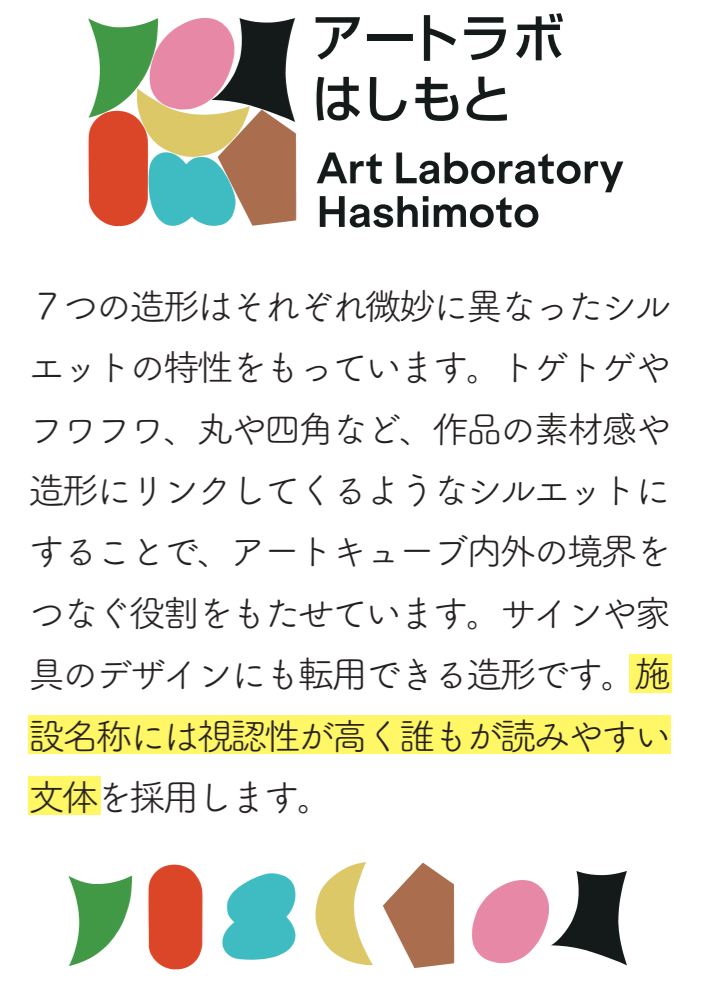 アートラボ
はしもと
Art Laboratory
Hashimoto
７つの造形はそれぞれ微妙に異なったシル
エットの特性をもっています。トゲトゲや
フワフワ、丸や四角など、作品の素材感や
造形にリンクしてくるようなシルエットに
することで、アートキューブ内外の境界を
つなぐ役割をもたせています。サインや家
具のデザインにも転用できる造形です。施
設名称には視認性が高く誰もが読みやすい
文体を採用します。